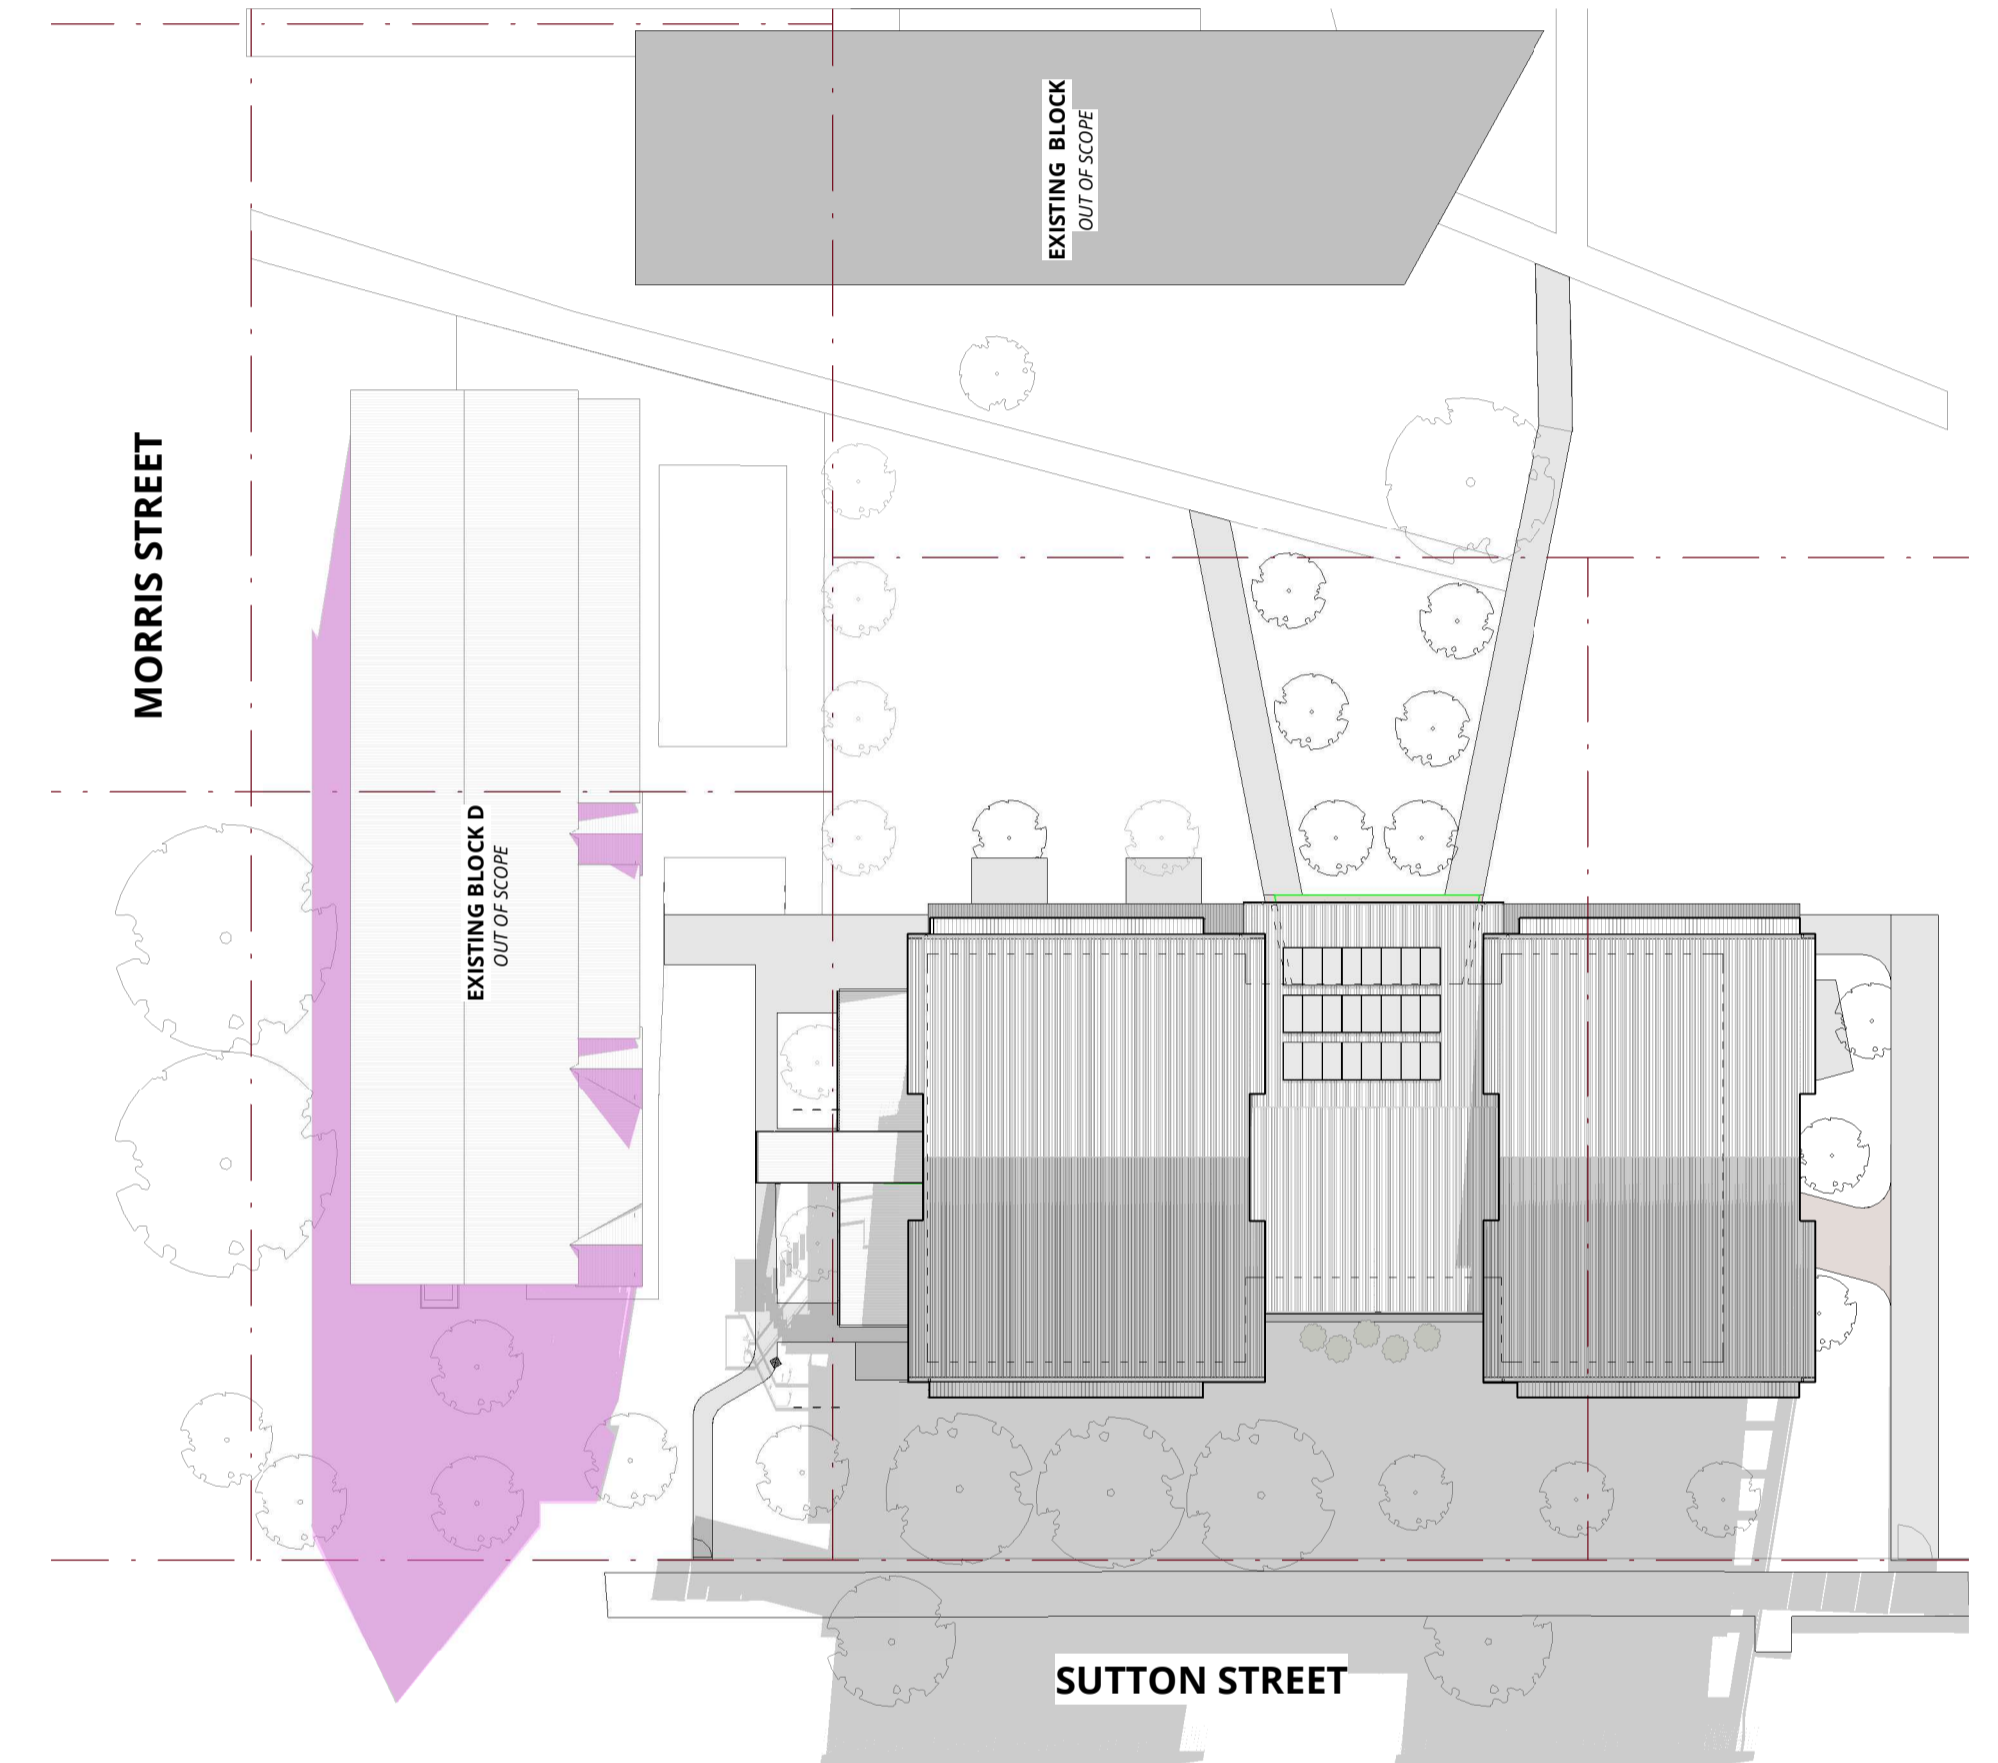 EXISTING BLOCK
OUT OF SCOPE
MORRIS STREET
EXISTING BLOCK D
OUT OF SCOPE
SUTTON STREET